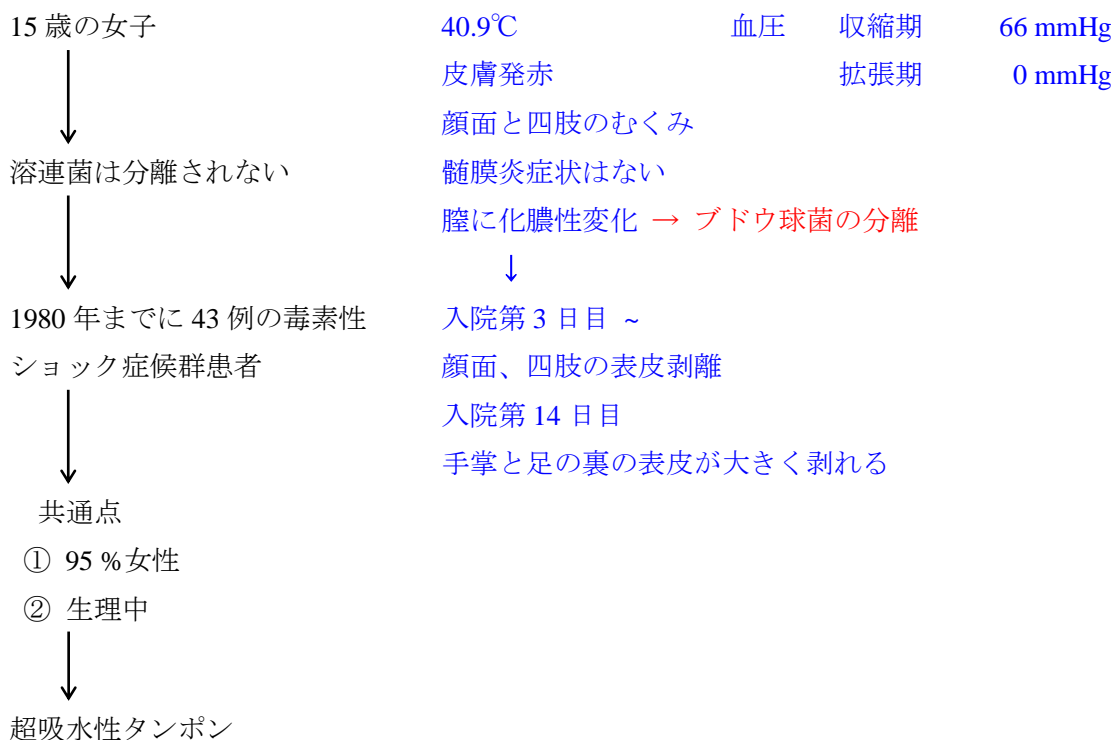 15 歳の女子 40.9℃ 血圧 収縮期 66 mmHg
皮膚発赤 拡張期 0 mmHg
↓ 顔面と四肢のむくみ
溶連菌は分離されない 髄膜炎症状はない
膣に化膿性変化 → ブドウ球菌の分離
↓ ↓
1980 年までに 43 例の毒素性 入院第 3 日目 ~
ショック症候群患者 顔面、四肢の表皮剥離
入院第 14 日目
↓ 手掌と足の裏の表皮が大きく剥れる
共通点
① 95 %女性
② 生理中
↓
超吸水性タンポン